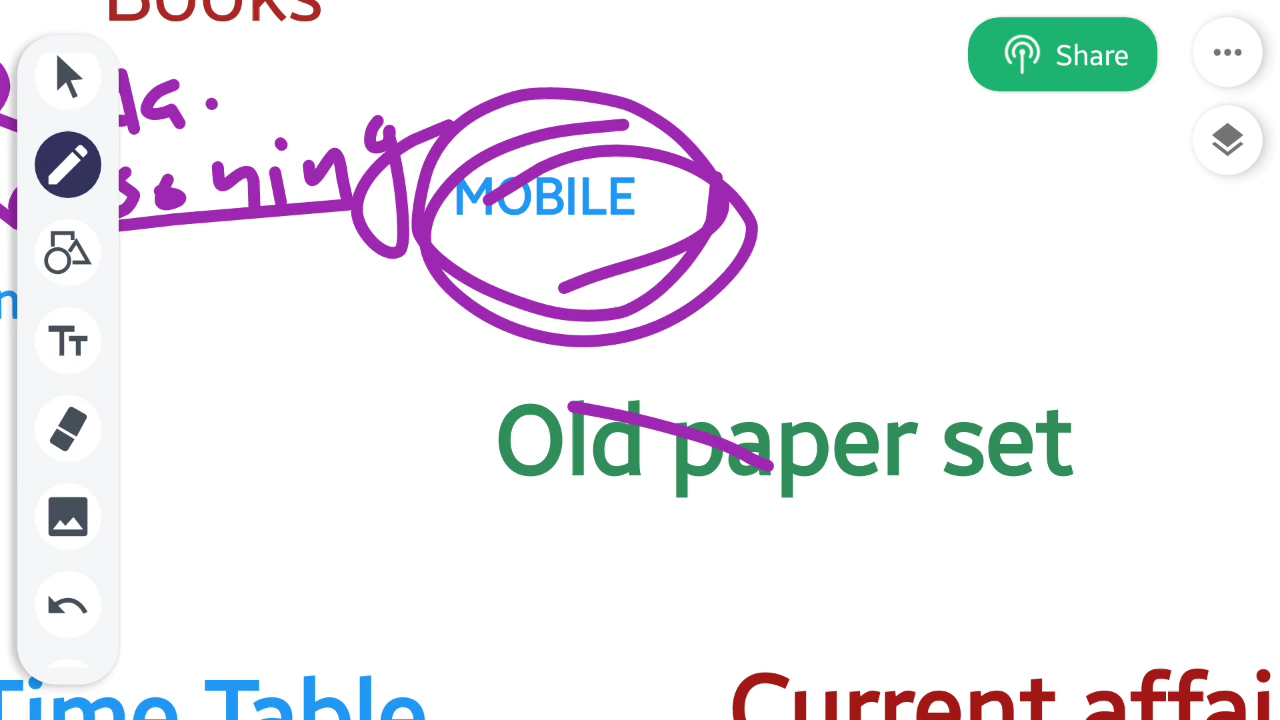 Books
Share
MOBILE
Old paper set
Time Table
Current affai